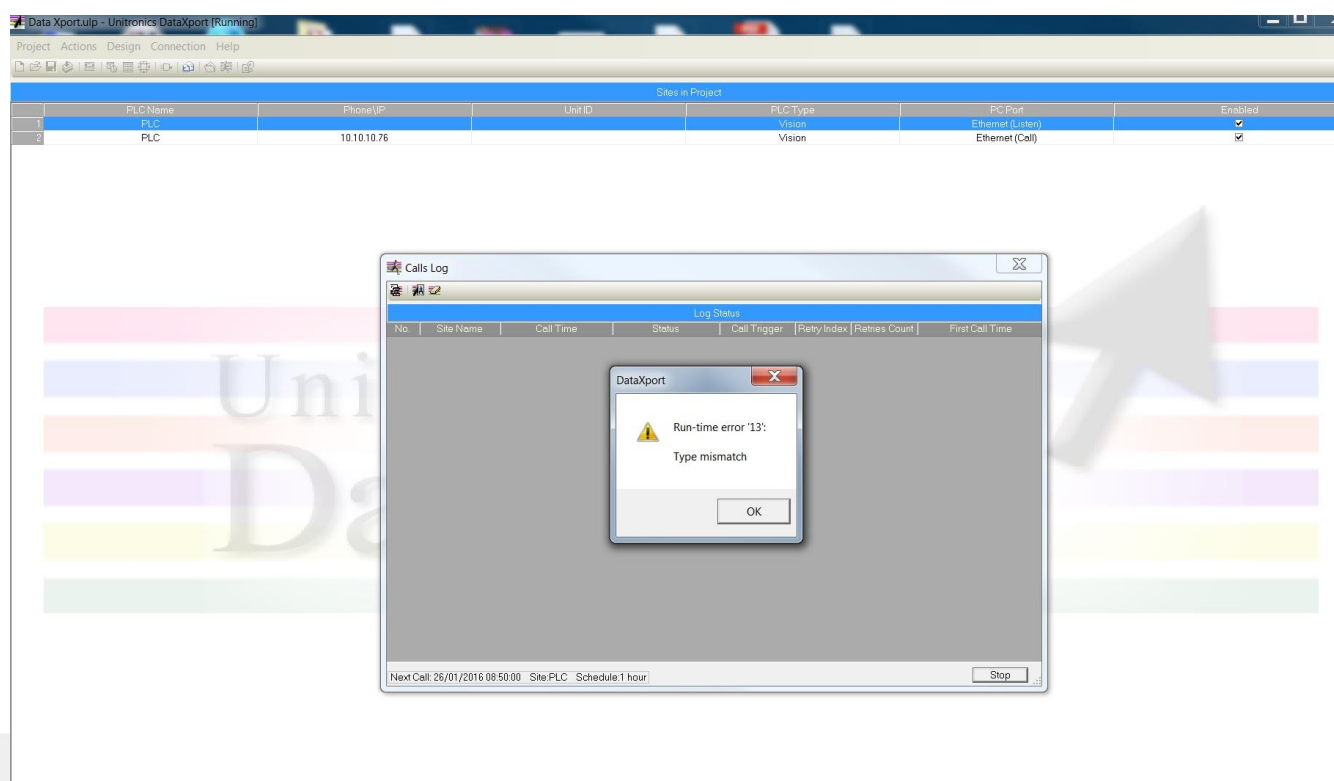 Data Xport.ulp - Unitronics DataXport [Running]
Project Actions Design Connection Help
Sites in Project
PLC Name Phone\IP Unit ID PLC Type PC Port Enabled
1 PLC Vision Ethernet (Listen)
2 PLC 10.10.10.76 Vision Ethernet (Call)
Calls Log
Log Status
No. Site Name Call Time Status Call Trigger Retry Index Retries Count First Call Time
Uni
DataXport
Run-time error '13':
Type mismatch
Da
OK
Next Call: 26/01/2016 08:50:00 Site:PLC Schedule:1 hour
Stop